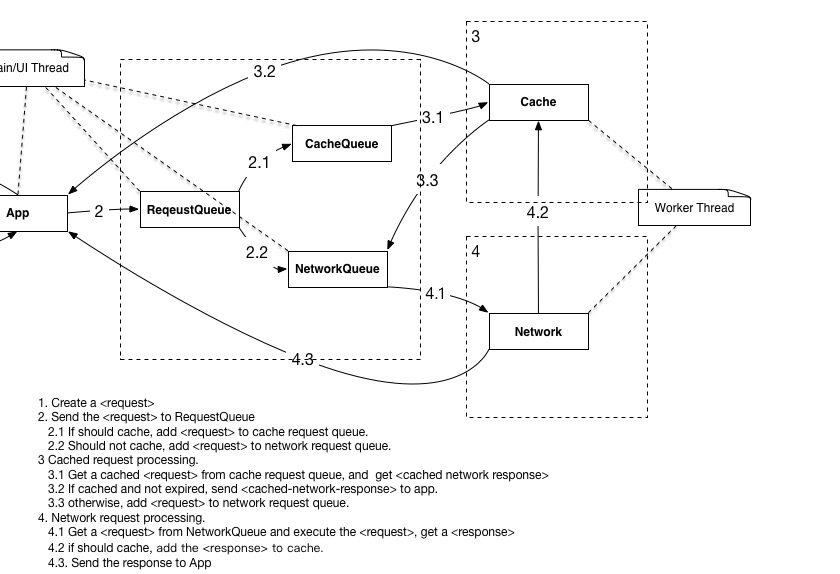 3
3.2
ain/UI Thread
Cache
3.1
CacheQueue
2.1
3.3
App
2
ReqeustQueue
4.2
Worker Thread
2.2
4
NetworkQueue
4.1
Network
4.3
1. Create a <request>
2. Send the <request> to RequestQueue
2.1 If should cache, add <request> to cache request queue.
2.2 Should not cache, add <request> to network request queue.
3 Cached request processing.
3.1 Get a cached <request> from cache request queue, and get <cached network response>
3.2 If cached and not expired, send <cached-network-response> to app.
3.3 otherwise, add <request> to network request queue.
4. Network request processing.
4.1 Get a <request> from NetworkQueue and execute the <request>, get a <response>
4.2 if should cache, add the <response> to cache.
4.3. Send the response to App